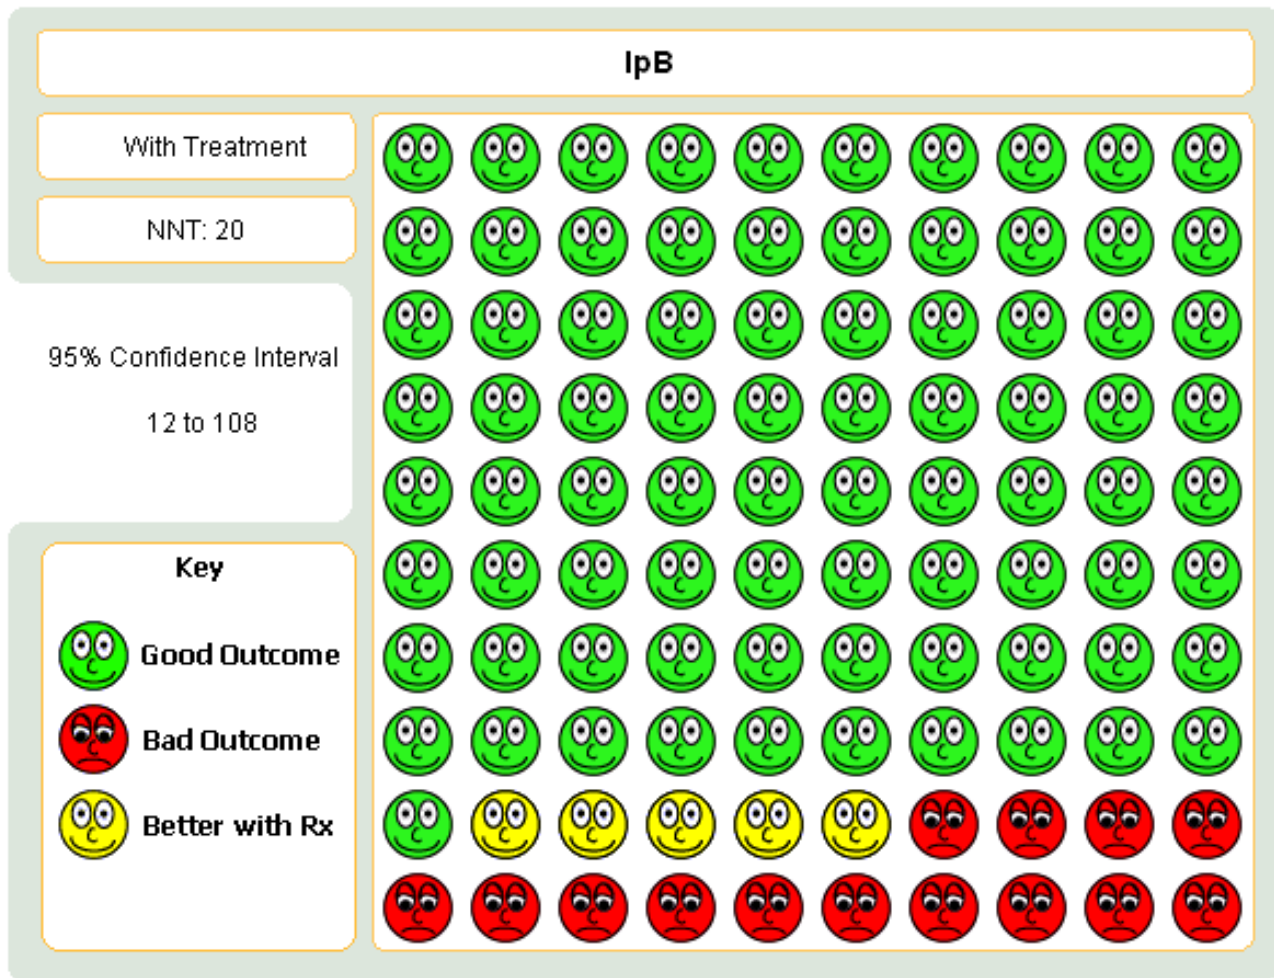 IpB
With Treatment
NNT: 20
95% Confidence Interval
12 to 108
Key
Good Outcome
Bad Outcome
Better with Rx